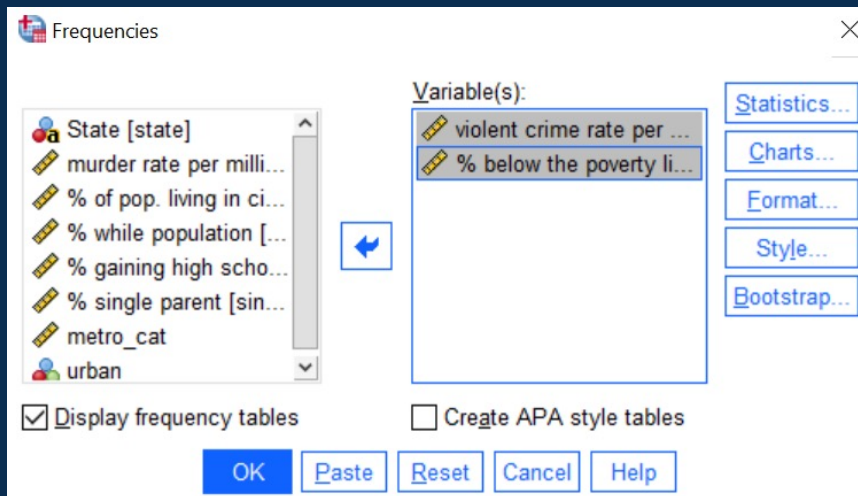 Frequencies
Variable(s):
State [state]
murder rate per milli...
% of pop. living in ci...
% while population [...
% gaining high scho...
% single parent [sin...
metro_cat
urban
violent crime rate per ...
% below the poverty li...
Statistics...
Charts...
Format...
Style...
Bootstrap...
Display frequency tables
Create APA style tables
OK Paste Reset Cancel Help